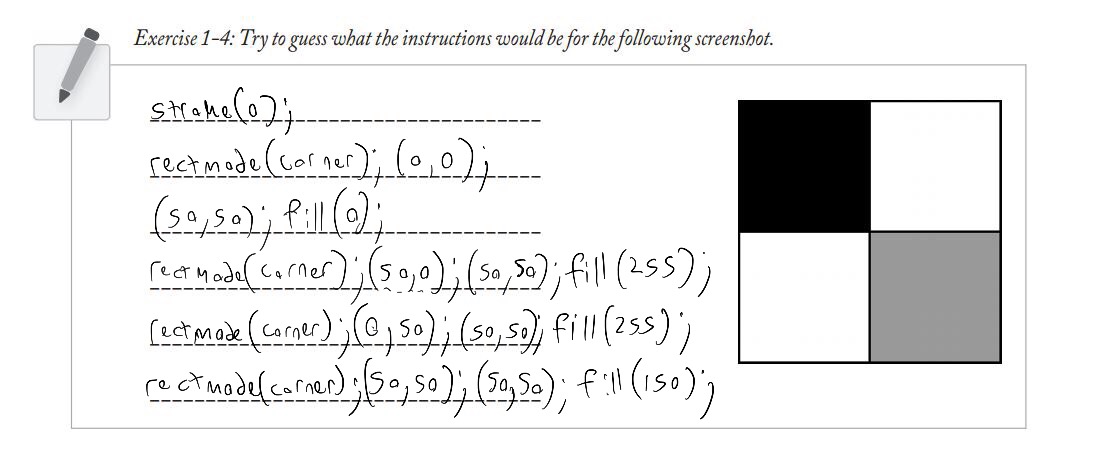 Exercise 1-4: Try to guess what the instructions would be for the following screenshot.
stroke(0);
rectmode(corner); (0,0);
(50,50); fill(0);
rectmode(corner); (50,0); (50,50); fill(255);
rectmode(corner); (0,50); (50,50); fill(255);
rectmode(corner); (50,50); (50,50); fill(150);